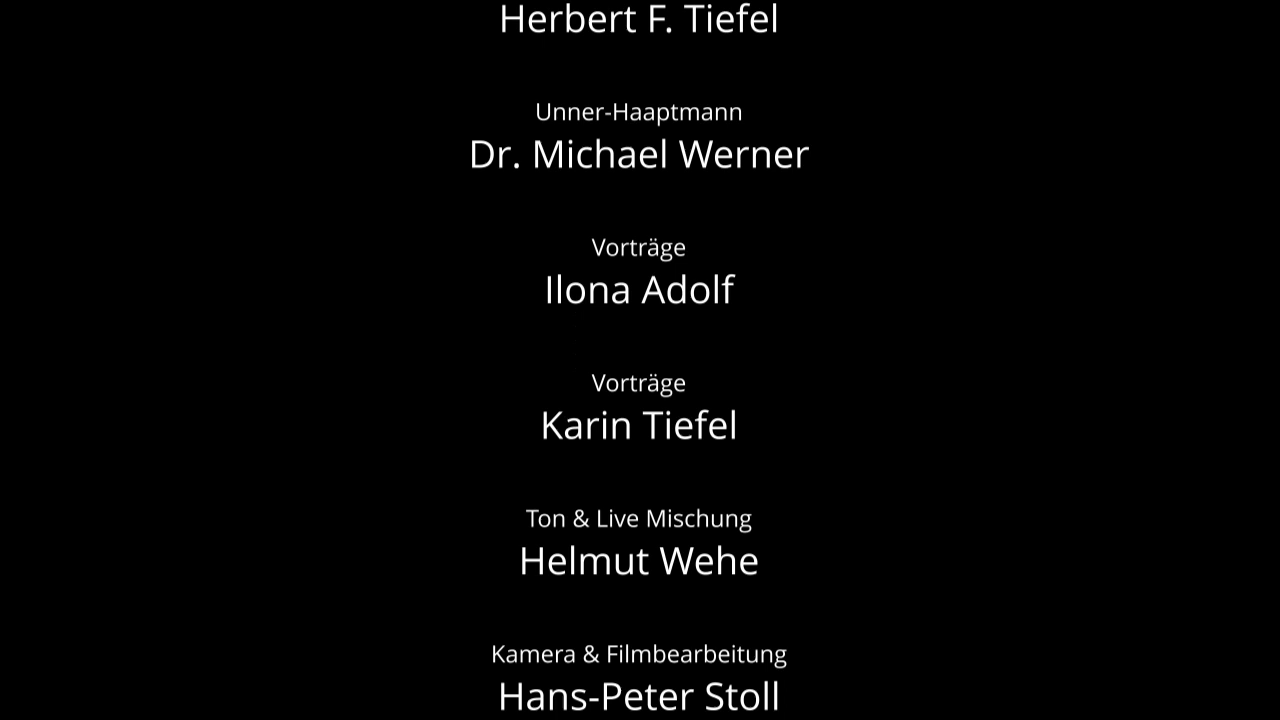 Herbert F. Tiefel
Unner-Haaptmann
Dr. Michael Werner
Vorträge
Ilona Adolf
Vorträge
Karin Tiefel
Ton & Live Mischung
Helmut Wehe
Kamera & Filmbearbeitung
Hans-Peter Stoll